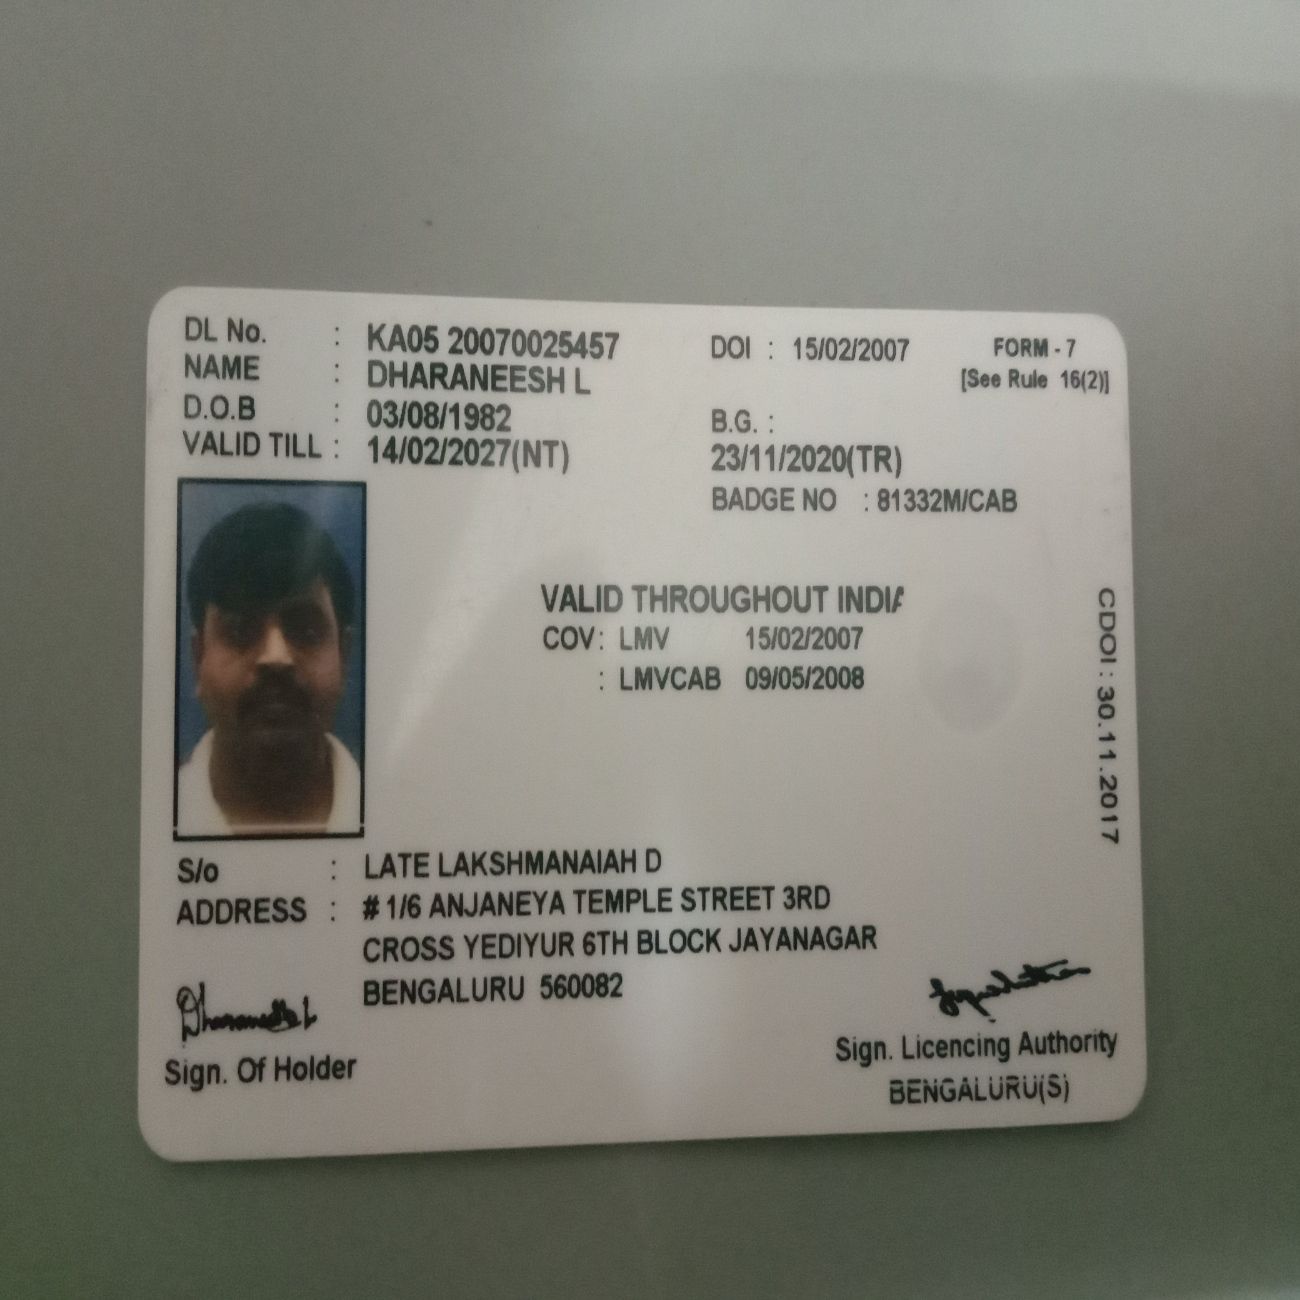 DL No. : KA05 20070025457 DOI : 15/02/2007 FORM - 7
NAME : DHARANEESH L [See Rule 16(2)]
D.O.B : 03/08/1982 B.G. :
VALID TILL : 14/02/2027(NT) 23/11/2020(TR)
BADGE NO : 81332M/CAB
VALID THROUGHOUT INDIA
COV : LMV 15/02/2007
: LMVCAB 09/05/2008
CDOI : 30.11.2017
S/o : LATE LAKSHMANAIAH D
ADDRESS : # 1/6 ANJANEYA TEMPLE STREET 3RD
CROSS YEDIYUR 6TH BLOCK JAYANAGAR
BENGALURU 560082
Dharaneesh L
Sign. Of Holder
Sign. Licencing Authority
BENGALURU(S)